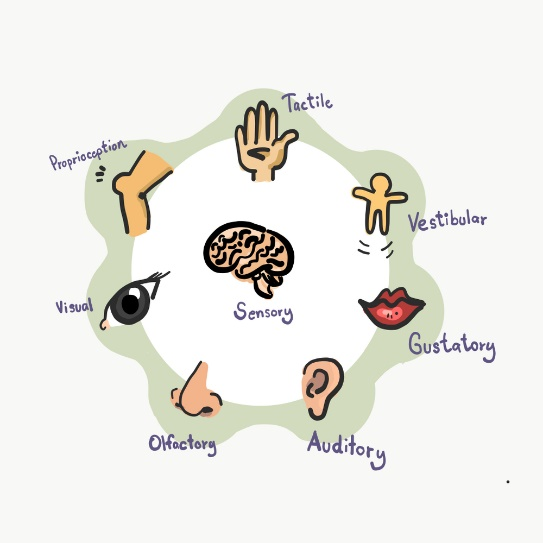 Tactile
Proprioception
Vestibular
Visual
Sensory
Gustatory
Olfactory
Auditory